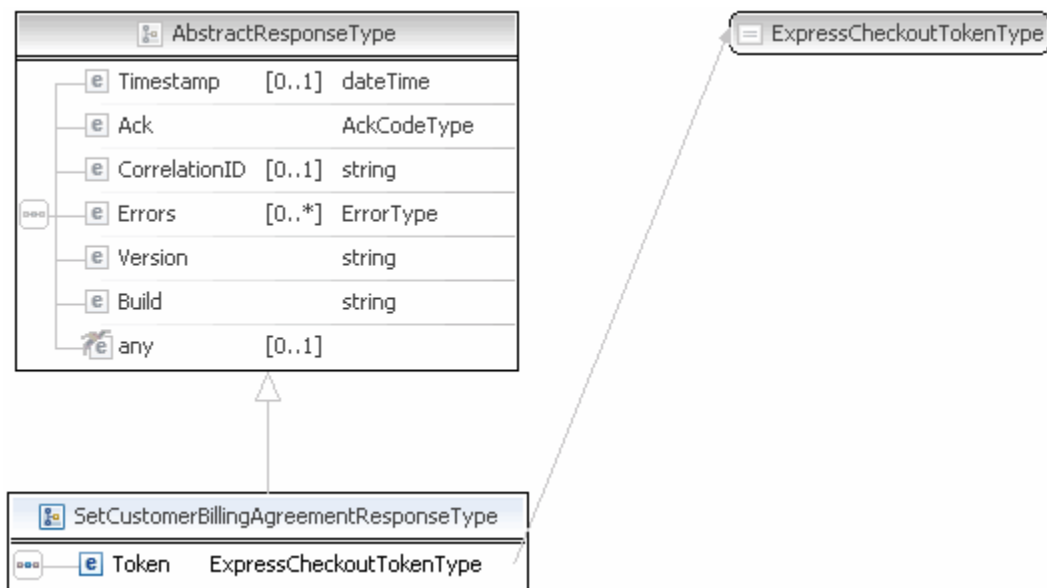 AbstractResponseType
ExpressCheckoutTokenType
e Timestamp [0..1] dateTime
e Ack AckCodeType
e CorrelationID [0..1] string
e Errors [0..*] ErrorType
e Version string
e Build string
e any [0..1]
SetCustomerBillingAgreementResponseType
e Token ExpressCheckoutTokenType